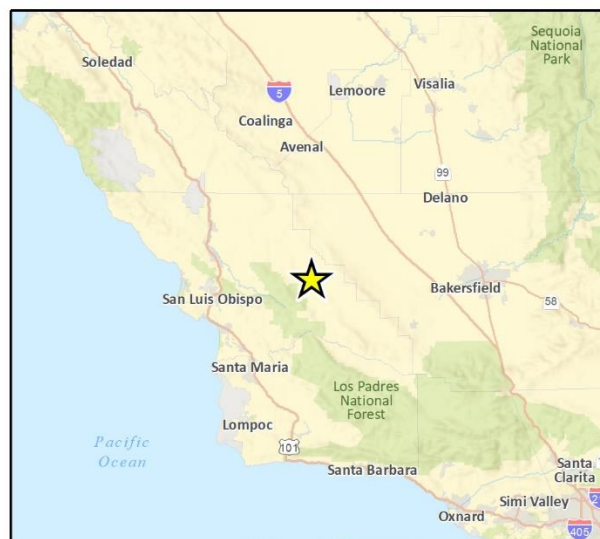 Sequoia
National
Park
Soledad
5
Lemoore
Visalia
Coalinga
Avenal
99
Delano
Bakersfield
58
San Luis Obispo
Santa Maria
Los Padres
National
Forest
Lompoc
Pacific
Ocean
101
Santa Barbara
Santa
Clarita
Simi Valley
Oxnard
405